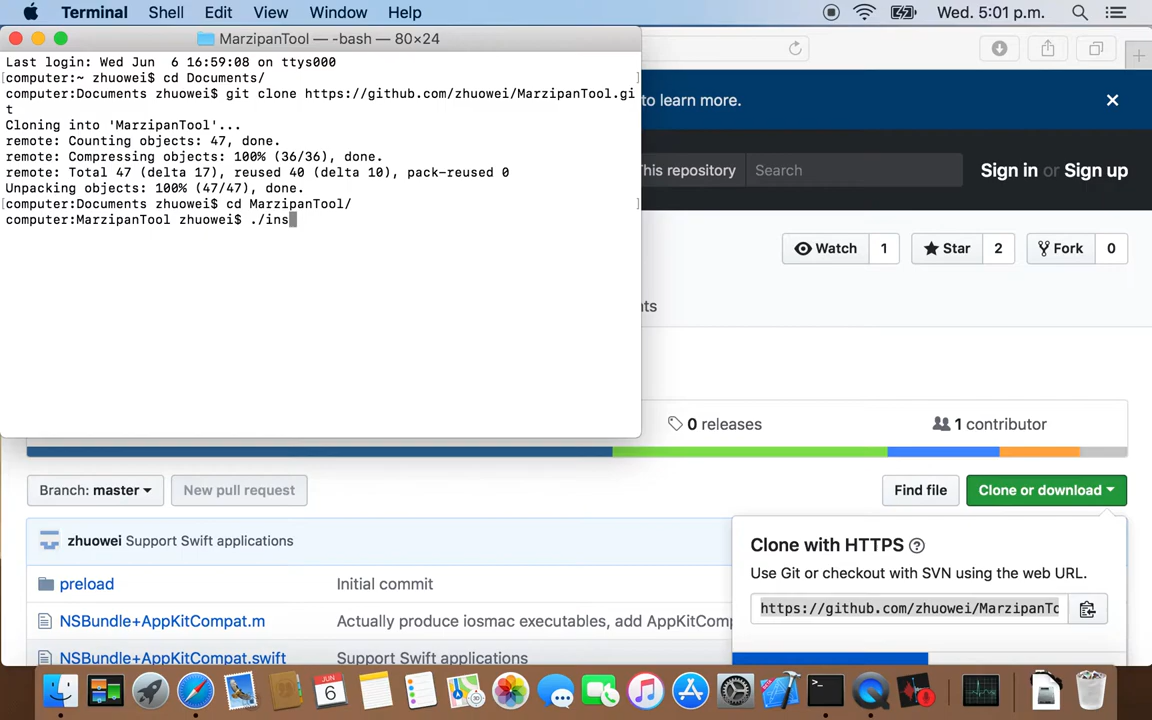 Terminal Shell Edit View Window Help Wed. 5:01 p.m.
MarzipanTool — -bash — 80×24
Last login: Wed Jun  6 16:59:08 on ttys000
[computer:~ zhuowei$ cd Documents/ ]
computer:Documents zhuowei$ git clone https://github.com/zhuowei/MarzipanTool.gi
t
Cloning into 'MarzipanTool'...
remote: Counting objects: 47, done.
remote: Compressing objects: 100% (36/36), done.
remote: Total 47 (delta 17), reused 40 (delta 10), pack-reused 0
Unpacking objects: 100% (47/47), done.
[computer:Documents zhuowei$ cd MarzipanTool/ ]
computer:MarzipanTool zhuowei$ ./ins
to learn more.
This repository Search Sign in or Sign up
Watch 1 Star 2 Fork 0
nts
0 releases 1 contributor
Branch: master New pull request Find file Clone or download
zhuowei Support Swift applications
Clone with HTTPS
Use Git or checkout with SVN using the web URL.
https://github.com/zhuowei/MarzipanTo
preload Initial commit
NSBundle+AppKitCompat.m Actually produce iosmac executables, add AppKitComp
NSBundle+AppKitCompat.swift Support Swift applications
JUN
6